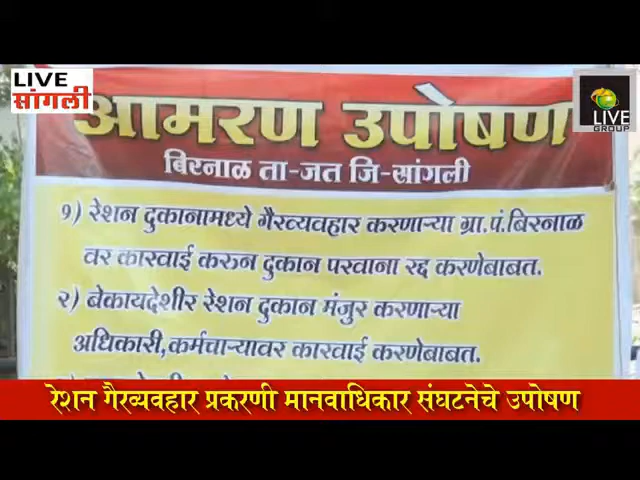 LIVE
सांगली
LIVE
GROUP
आमरण उपोषण
बिरनाळ ता-जत जि-सांगली
१) रेशन दुकानामध्ये गैरव्यवहार करणाऱ्या ग्रा.पं.बिरनाळ
वर कारवाई करुन दुकान परवाना रद्द करणेबाबत.
२) बेकायदेशीर रेशन दुकान मंजुर करणाऱ्या
अधिकारी,कर्मचाऱ्यावर कारवाई करणेबाबत.
रेशन गैरव्यवहार प्रकरणी मानवाधिकार संघटनेचे उपोषण